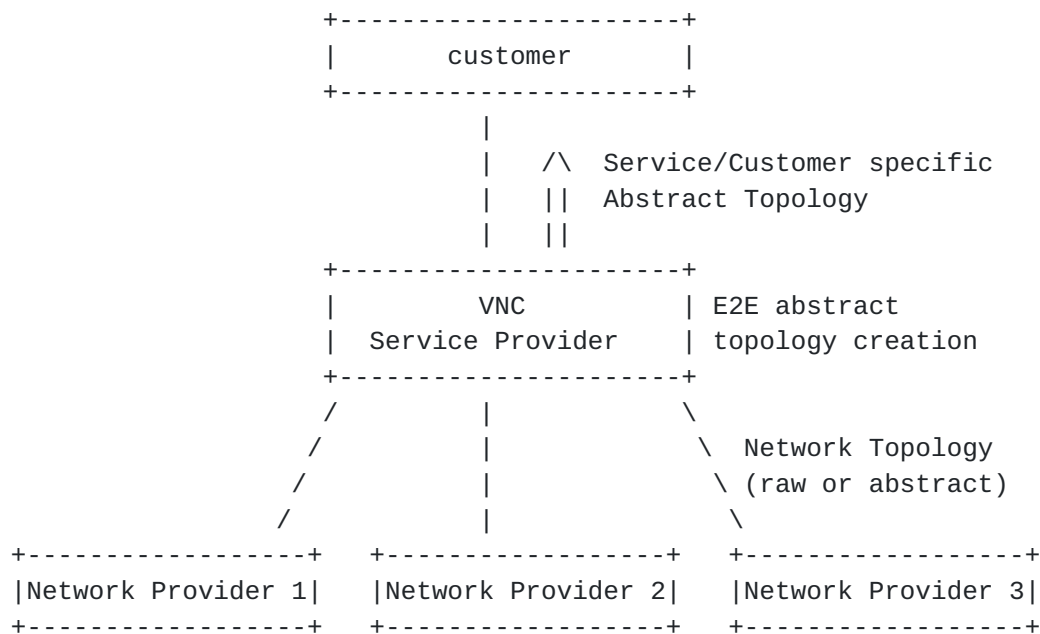 customer
Service/Customer specific
Abstract Topology
VNC E2E abstract
Service Provider topology creation
Network Topology
(raw or abstract)
Network Provider 1 Network Provider 2 Network Provider 3